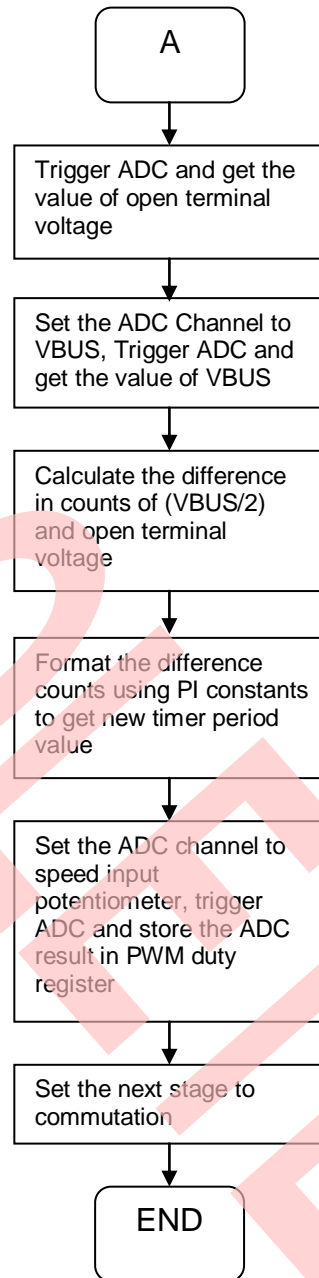 A
Trigger ADC and get the
value of open terminal
voltage
Set the ADC Channel to
VBUS, Trigger ADC and
get the value of VBUS
Calculate the difference
in counts of (VBUS/2)
and open terminal
voltage
Format the difference
counts using PI constants
to get new timer period
value
Set the ADC channel to
speed input
potentiometer, trigger
ADC and store the ADC
result in PWM duty
register
Set the next stage to
commutation
END